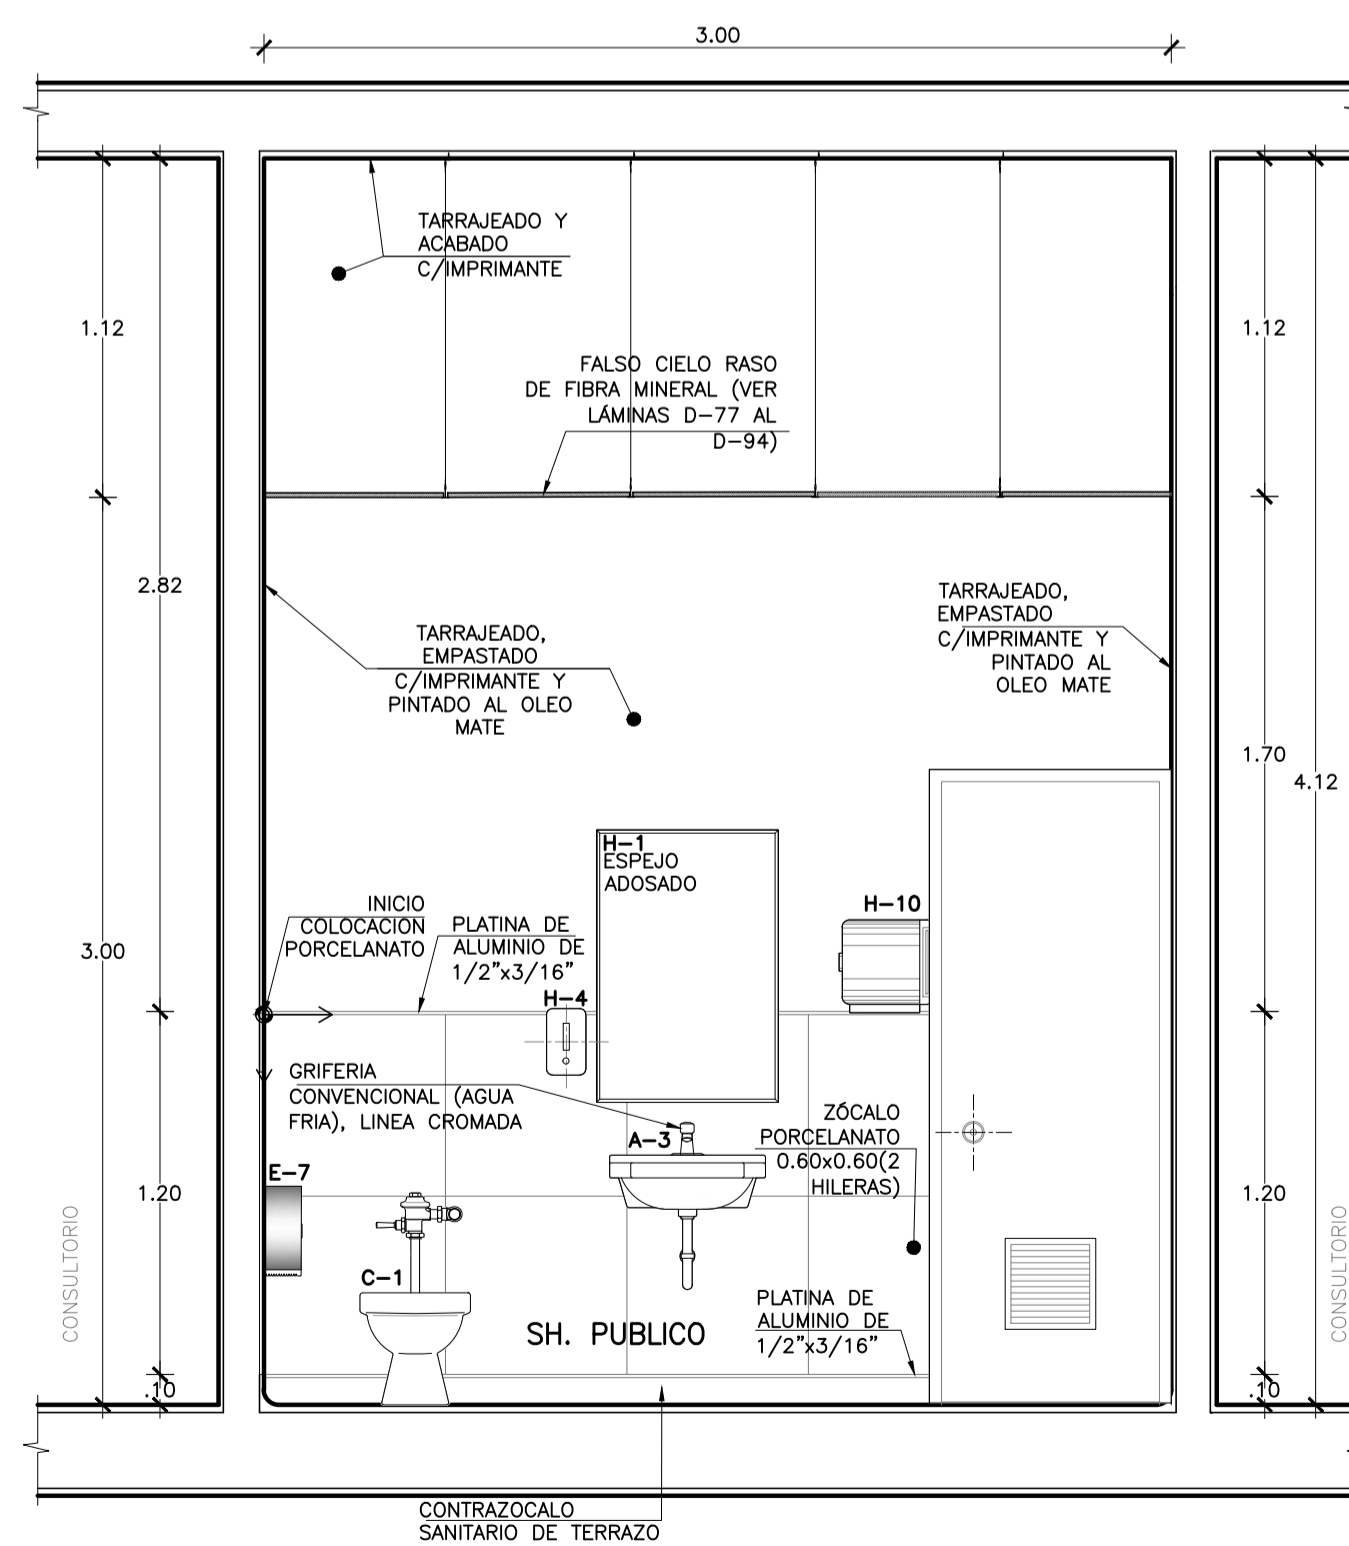 3.00
TARRAJEADO Y
ACABADO
C/IMPRIMANTE
1.12
1.12
FALSO CIELO RASO
DE FIBRA MINERAL (VER
LÁMINAS D-77 AL
D-94)
2.82
TARRAJEADO,
EMPASTADO
C/IMPRIMANTE Y
PINTADO AL OLEO
MATE
TARRAJEADO,
EMPASTADO
C/IMPRIMANTE Y
PINTADO AL
OLEO MATE
1.70
4.12
H-1
ESPEJO
ADOSADO
INICIO
COLOCACION
PORCELANATO
PLATINA DE
ALUMINIO DE
1/2"x3/16"
H-10
3.00
H-4
GRIFERIA
CONVENCIONAL (AGUA
FRIA), LINEA CROMADA
ZÓCALO
PORCELANATO
0.60x0.60(2
HILERAS)
A-3
E-7
1.20
1.20
CONSULTORIO
CONSULTORIO
C-1
SH. PUBLICO
PLATINA DE
ALUMINIO DE
1/2"x3/16"
.10
.10
CONTRAZOCALO
SANITARIO DE TERRAZO